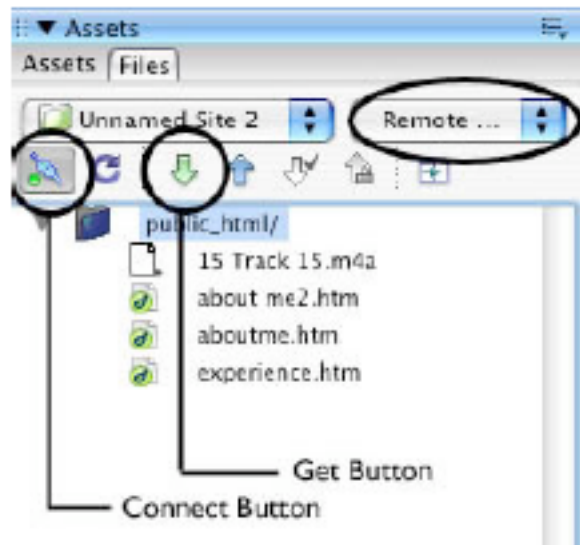 Assets
Assets Files
Unnamed Site 2 Remote ...
public_html/
15 Track 15.m4a
about me2.htm
aboutme.htm
experience.htm
Get Button
Connect Button